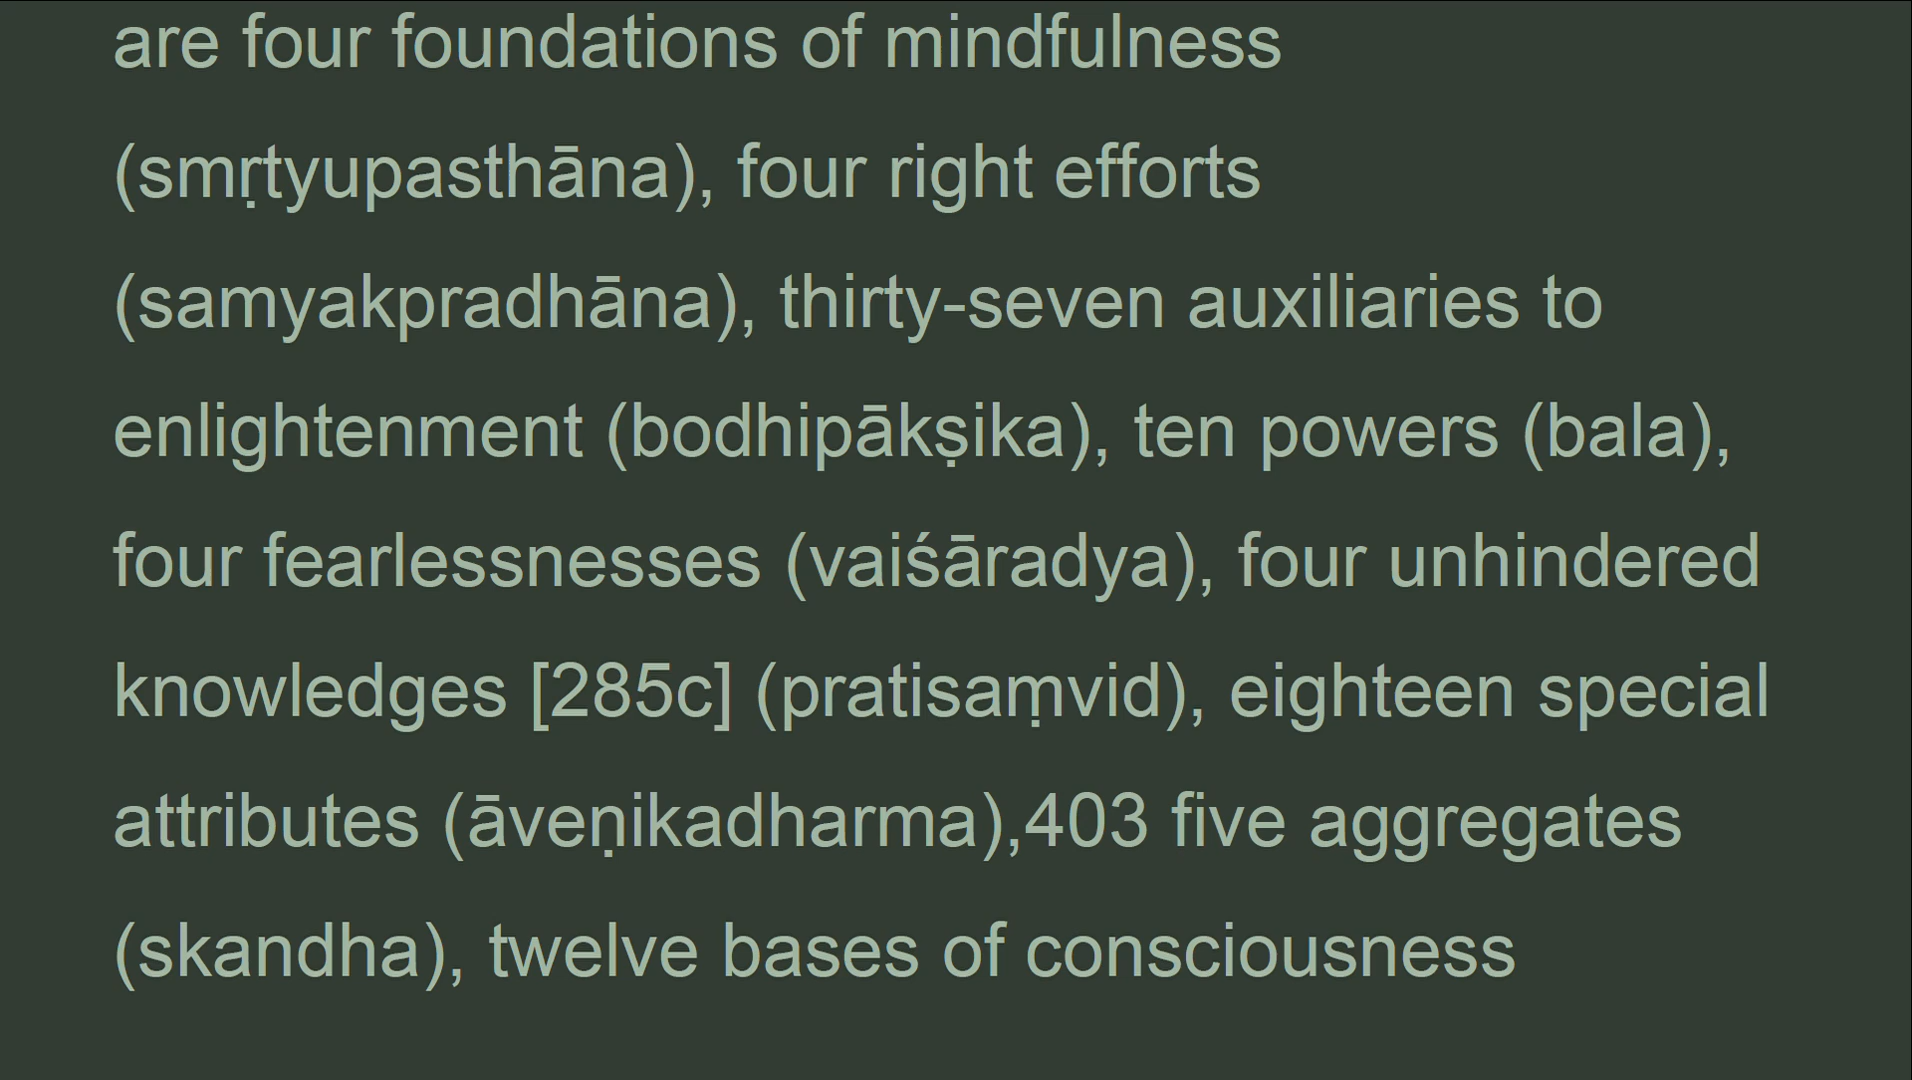 are four foundations of mindfulness
(smṛtyupasthāna), four right efforts
(samyakpradhāna), thirty-seven auxiliaries to
enlightenment (bodhipākṣika), ten powers (bala),
four fearlessnesses (vaiśāradya), four unhindered
knowledges [285c] (pratisaṃvid), eighteen special
attributes (āveṇikadharma),403 five aggregates
(skandha), twelve bases of consciousness